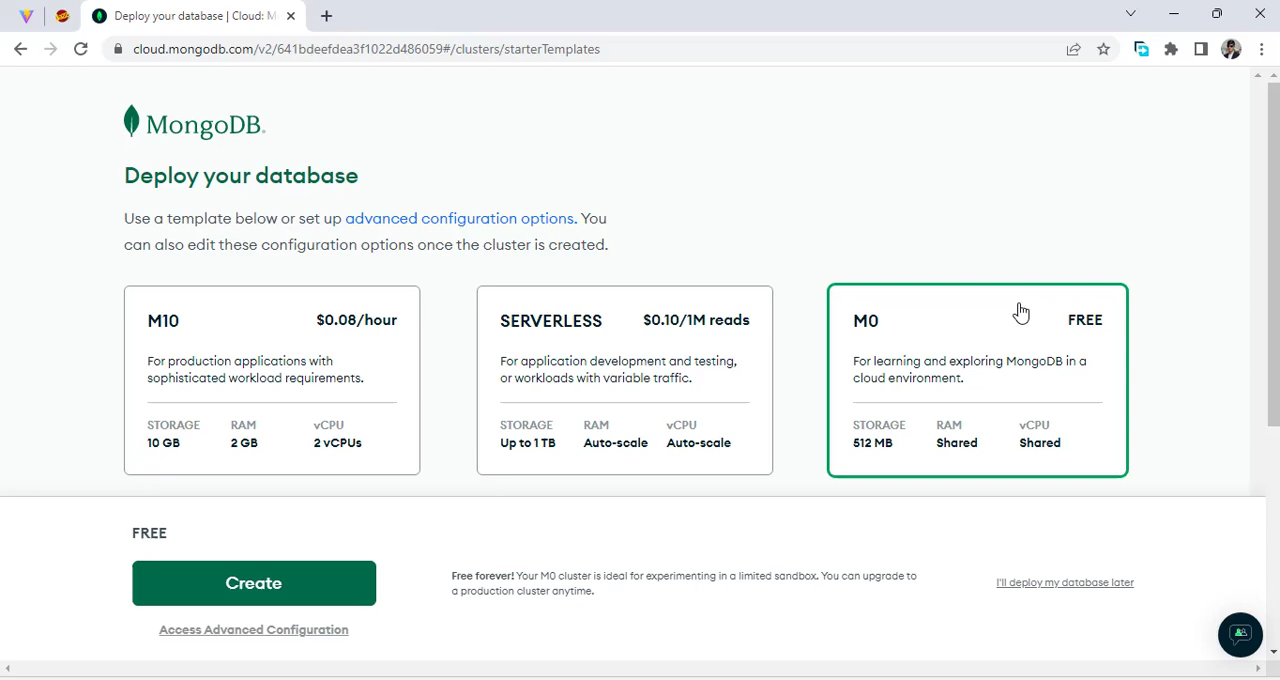 Deploy your database | Cloud: M
cloud.mongodb.com/v2/641bdeefdea3f1022d486059#/clusters/starterTemplates
MongoDB.
Deploy your database
Use a template below or set up advanced configuration options. You
can also edit these configuration options once the cluster is created.
M10 $0.08/hour
For production applications with
sophisticated workload requirements.
STORAGE RAM vCPU
10 GB 2 GB 2 vCPUs
SERVERLESS $0.10/1M reads
For application development and testing,
or workloads with variable traffic.
STORAGE RAM vCPU
Up to 1 TB Auto-scale Auto-scale
M0 FREE
For learning and exploring MongoDB in a
cloud environment.
STORAGE RAM vCPU
512 MB Shared Shared
FREE
Create
Access Advanced Configuration
Free forever! Your M0 cluster is ideal for experimenting in a limited sandbox. You can upgrade to
a production cluster anytime.
I'll deploy my database later